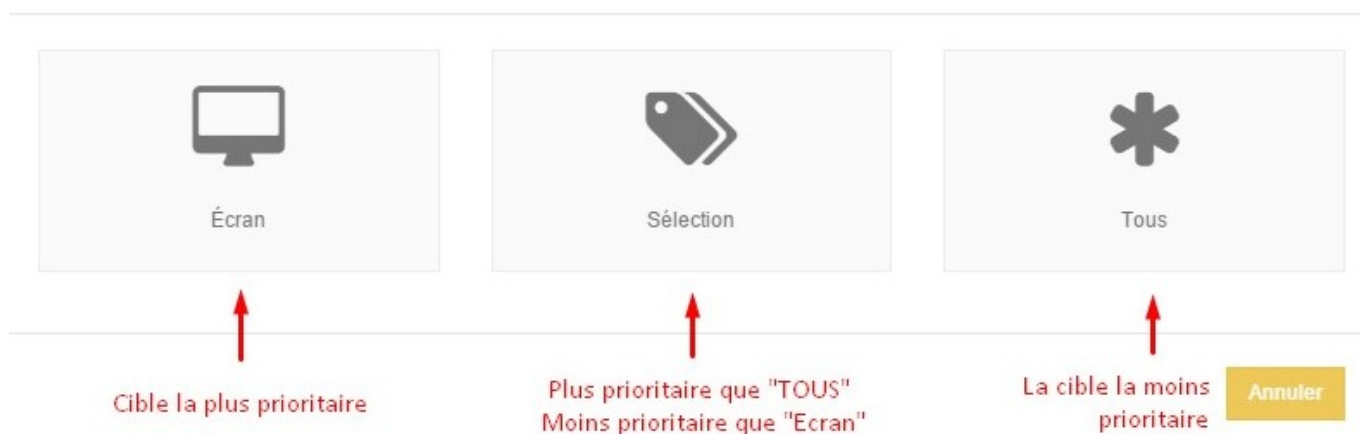 Écran
Sélection
Tous
Cible la plus prioritaire
Plus prioritaire que "TOUS"
Moins prioritaire que "Ecran"
La cible la moins
prioritaire
Annuler